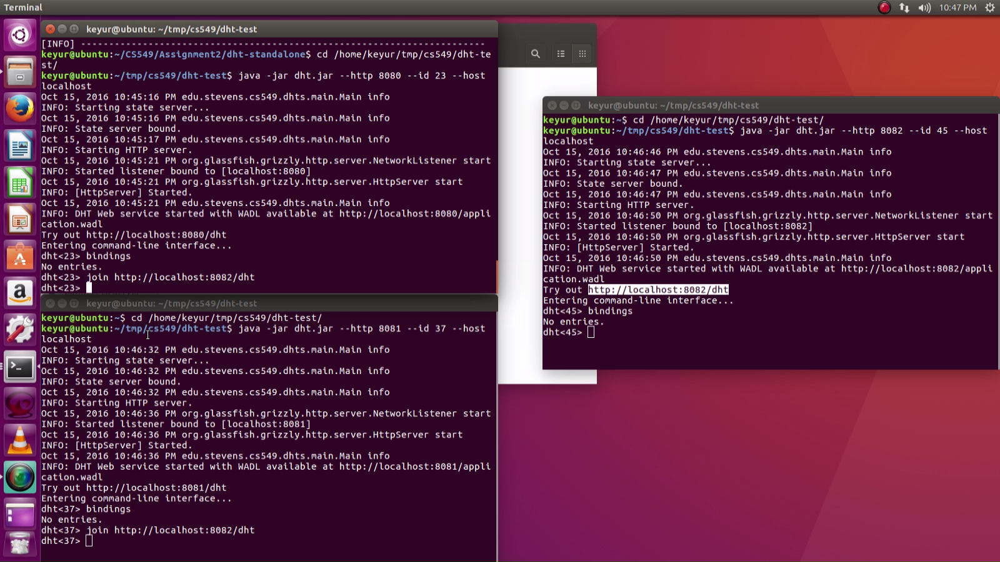 Terminal
10:47 PM
keyur@ubuntu: ~/tmp/cs549/dht-test
[INFO] ------------------------------------------------------------------------
keyur@ubuntu:~/CS549/Assignment2/dht-standalone$ cd /home/keyur/tmp/cs549/dht-te
st/
keyur@ubuntu:~/tmp/cs549/dht-test$ java -jar dht.jar --http 8080 --id 23 --host
localhost
Oct 15, 2016 10:45:16 PM edu.stevens.cs549.dhts.main.Main info
INFO: Starting state server...
Oct 15, 2016 10:45:16 PM edu.stevens.cs549.dhts.main.Main info
INFO: State server bound.
Oct 15, 2016 10:45:17 PM edu.stevens.cs549.dhts.main.Main info
INFO: Starting HTTP server.
Oct 15, 2016 10:45:21 PM org.glassfish.grizzly.http.server.NetworkListener start
INFO: Started listener bound to [localhost:8080]
Oct 15, 2016 10:45:21 PM org.glassfish.grizzly.http.server.HttpServer start
INFO: [HttpServer] Started.
Oct 15, 2016 10:45:21 PM edu.stevens.cs549.dhts.main.Main info
INFO: DHT Web service started with WADL available at http://localhost:8080/appli
cation.wadl
Try out http://localhost:8080/dht
Entering command-line interface...
dht<23> bindings
No entries.
dht<23> join http://localhost:8082/dht
dht<23>
keyur@ubuntu: ~/tmp/cs549/dht-test
keyur@ubuntu:~$ cd /home/keyur/tmp/cs549/dht-test/
keyur@ubuntu:~/tmp/cs549/dht-test$ java -jar dht.jar --http 8081 --id 37 --host
localhost
Oct 15, 2016 10:46:32 PM edu.stevens.cs549.dhts.main.Main info
INFO: Starting state server...
Oct 15, 2016 10:46:32 PM edu.stevens.cs549.dhts.main.Main info
INFO: State server bound.
Oct 15, 2016 10:46:32 PM edu.stevens.cs549.dhts.main.Main info
INFO: Starting HTTP server.
Oct 15, 2016 10:46:36 PM org.glassfish.grizzly.http.server.NetworkListener start
INFO: Started listener bound to [localhost:8081]
Oct 15, 2016 10:46:36 PM org.glassfish.grizzly.http.server.HttpServer start
INFO: [HttpServer] Started.
Oct 15, 2016 10:46:36 PM edu.stevens.cs549.dhts.main.Main info
INFO: DHT Web service started with WADL available at http://localhost:8081/appli
cation.wadl
Try out http://localhost:8081/dht
Entering command-line interface...
dht<37> bindings
No entries.
dht<37> join http://localhost:8082/dht
dht<37>
keyur@ubuntu: ~/tmp/cs549/dht-test
keyur@ubuntu:~$ cd /home/keyur/tmp/cs549/dht-test/
keyur@ubuntu:~/tmp/cs549/dht-test$ java -jar dht.jar --http 8082 --id 45 --host
localhost
Oct 15, 2016 10:46:46 PM edu.stevens.cs549.dhts.main.Main info
INFO: Starting state server...
Oct 15, 2016 10:46:47 PM edu.stevens.cs549.dhts.main.Main info
INFO: State server bound.
Oct 15, 2016 10:46:47 PM edu.stevens.cs549.dhts.main.Main info
INFO: Starting HTTP server.
Oct 15, 2016 10:46:50 PM org.glassfish.grizzly.http.server.NetworkListener start
INFO: Started listener bound to [localhost:8082]
Oct 15, 2016 10:46:50 PM org.glassfish.grizzly.http.server.HttpServer start
INFO: [HttpServer] Started.
Oct 15, 2016 10:46:50 PM edu.stevens.cs549.dhts.main.Main info
INFO: DHT Web service started with WADL available at http://localhost:8082/appli
cation.wadl
Try out http://localhost:8082/dht
Entering command-line interface...
dht<45> bindings
No entries.
dht<45>